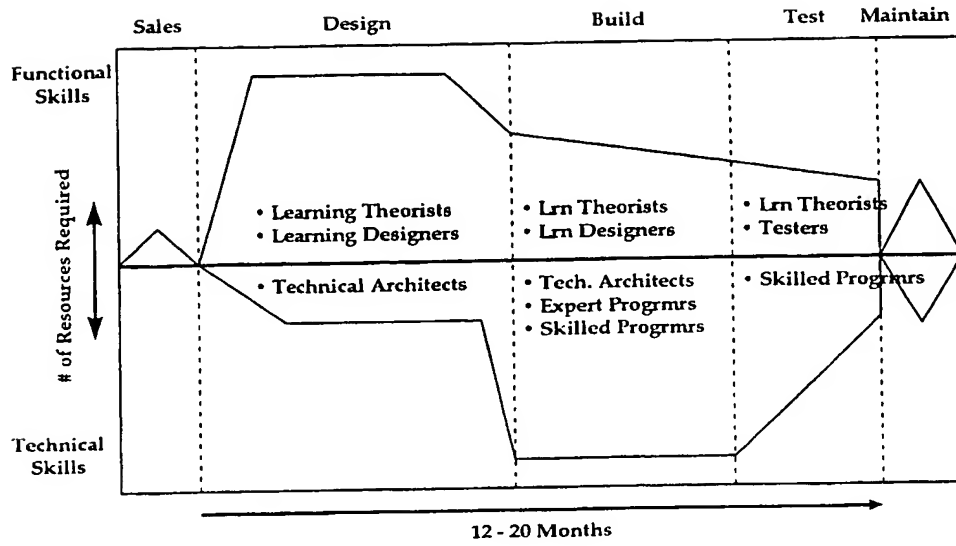 Sales
Design
Build
Test
Maintain
Functional
Skills
# of Resources Required
• Learning Theorists
• Learning Designers
• Lrn Theorists
• Lrn Designers
• Lrn Theorists
• Testers
• Technical Architects
• Tech. Architects
• Expert Progrmrs
• Skilled Progrmrs
• Skilled Progrmrs
Technical
Skills
12 - 20 Months